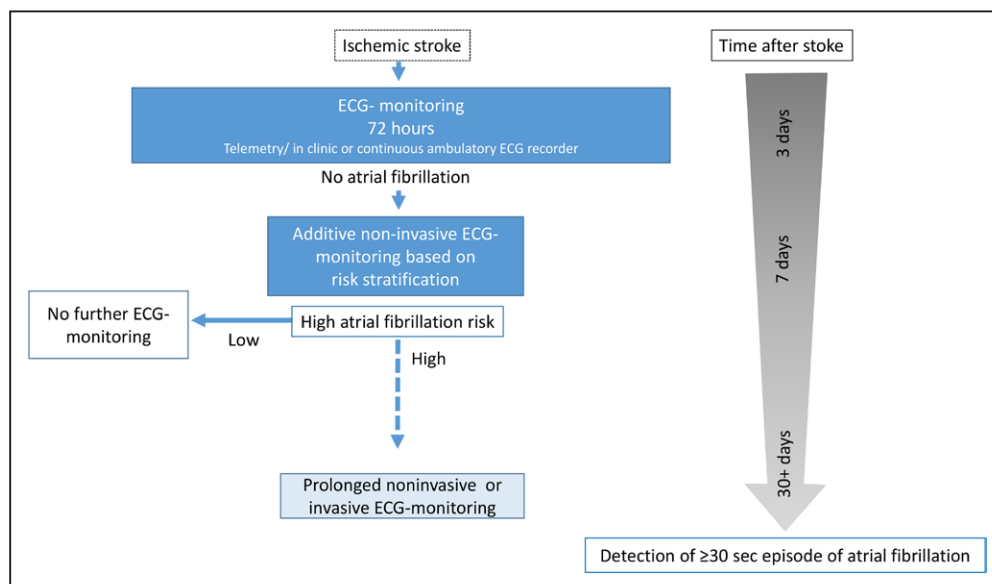 Ischemic stroke
ECG- monitoring
72 hours
Telemetry/ in clinic or continuous ambulatory ECG recorder
No atrial fibrillation
Additive non-invasive ECG-
monitoring based on
risk stratification
No further ECG-
monitoring
Low
High atrial fibrillation risk
High
Prolonged noninvasive or
invasive ECG-monitoring
Time after stoke
3 days
7 days
30+ days
Detection of ≥30 sec episode of atrial fibrillation